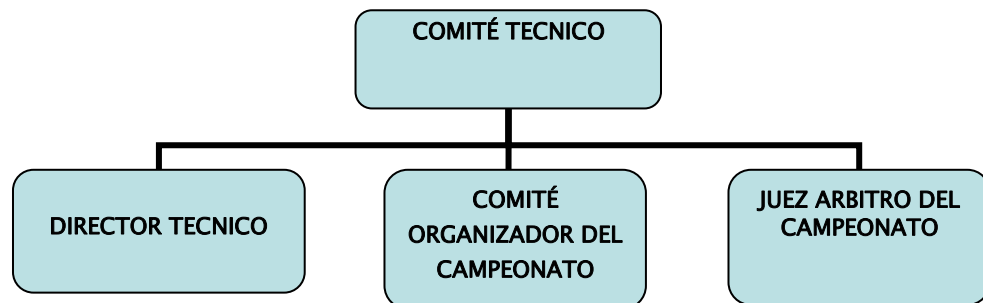 COMITÉ TECNICO
DIRECTOR TECNICO
COMITÉ
ORGANIZADOR DEL
CAMPEONATO
JUEZ ARBITRO DEL
CAMPEONATO